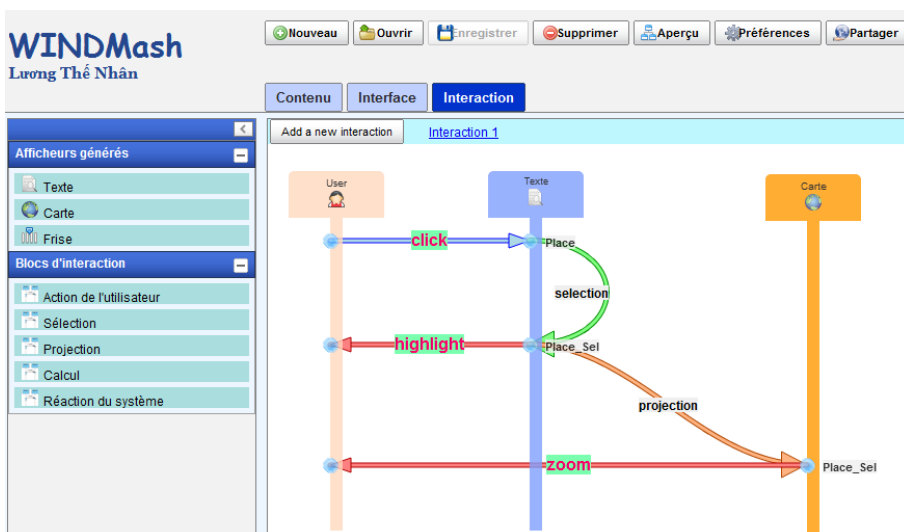 WINDMash
Lương Thế Nhân
Nouveau
Ouvrir
Enregistrer
Supprimer
Aperçu
Préférences
Partager
Contenu
Interface
Interaction
Add a new interaction
Interaction 1
Afficheurs générés
Texte
Carte
Frise
Blocs d'interaction
Action de l'utilisateur
Sélection
Projection
Calcul
Réaction du système
User
Texte
Carte
click
Place
selection
highlight
Place_Sel
projection
zoom
Place_Sel